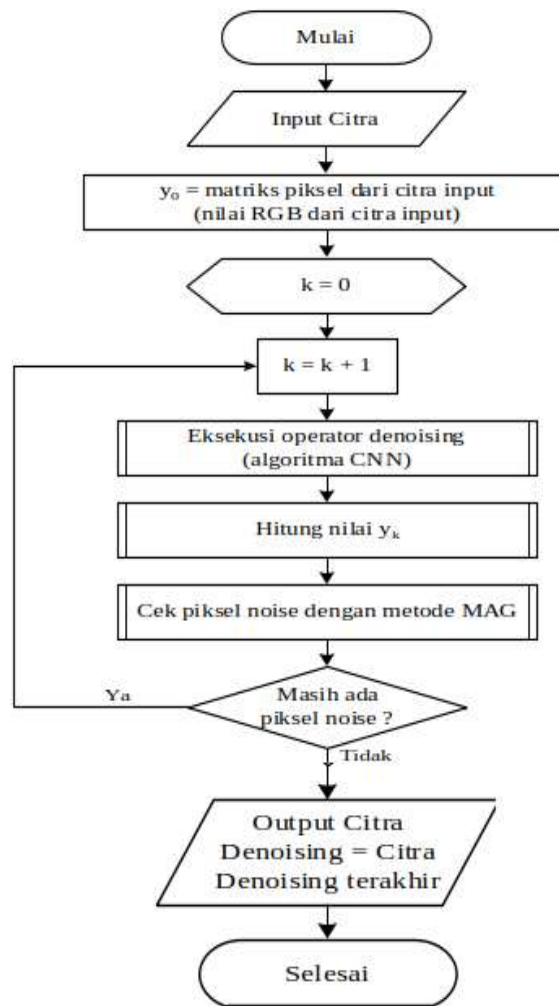 Mulai
Input Citra
y₀ = matriks piksel dari citra input
(nilai RGB dari citra input)
k = 0
k = k + 1
Eksekusi operator denoising
(algoritma CNN)
Hitung nilai yₖ
Cek piksel noise dengan metode MAG
Masih ada
piksel noise ?
Ya
Tidak
Output Citra
Denoising = Citra
Denoising terakhir
Selesai